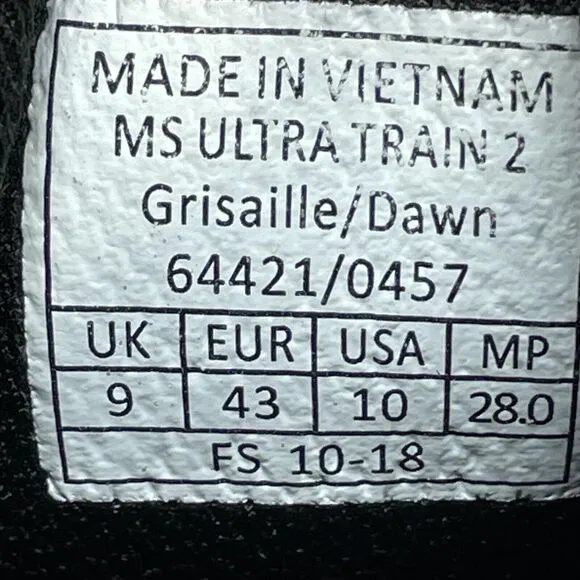 MADE IN VIETNAM
MS ULTRA TRAIN 2
Grisaille/Dawn
64421/0457
UK EUR USA MP
9 43 10 28.0
FS 10-18